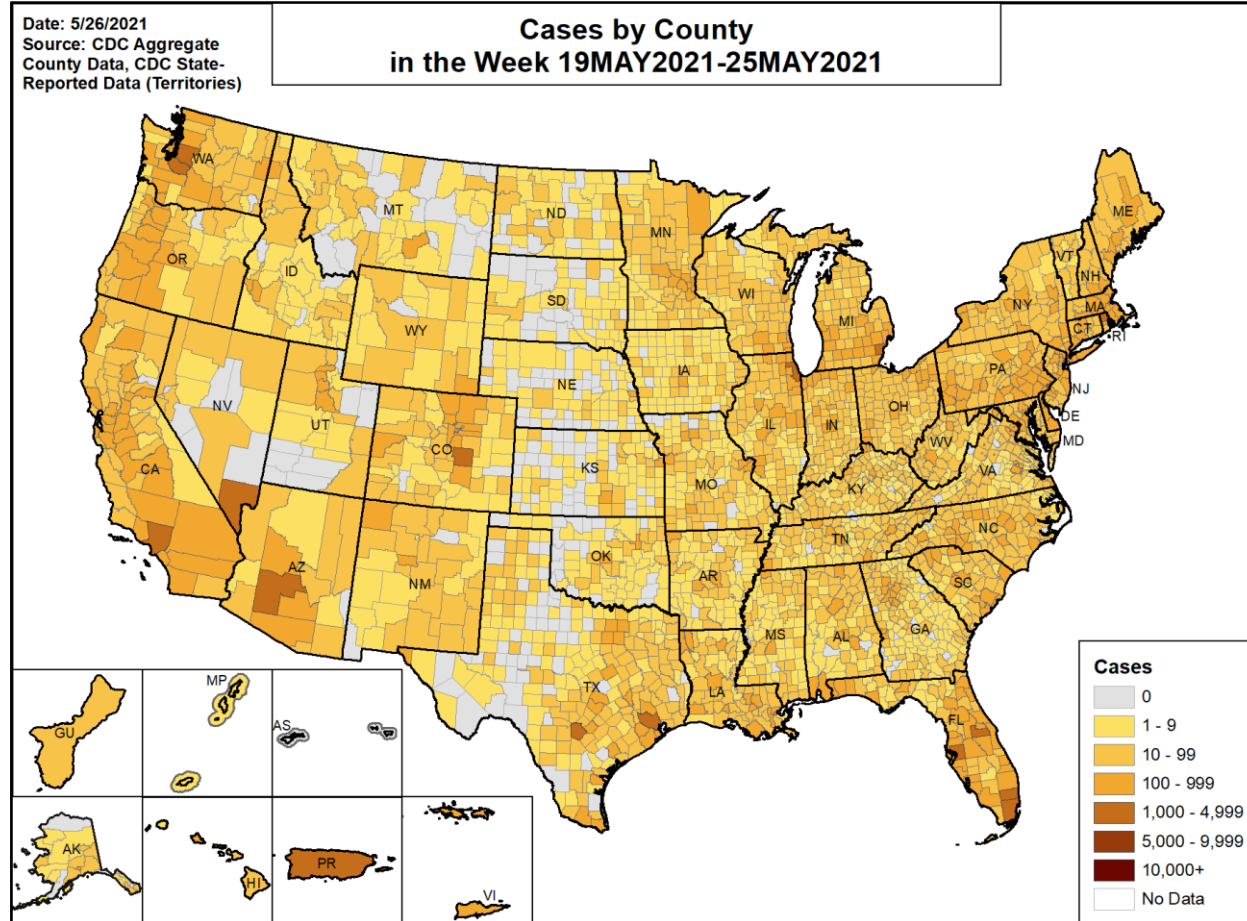 Date: 5/26/2021
Source: CDC Aggregate
County Data, CDC State-
Reported Data (Territories)
Cases by County
in the Week 19MAY2021-25MAY2021
WA
MT
ND
MN
ME
OR
ID
SD
WI
MI
VT
NH
NY
MA
CT
RI
WY
IA
NE
PA
NJ
NV
UT
CO
IL
IN
OH
DE
MD
CA
KS
MO
WV
VA
KY
AZ
NM
OK
AR
TN
NC
SC
MS
AL
GA
TX
LA
FL
GU
MP
AS
AK
HI
PR
VI
Cases
0
1 - 9
10 - 99
100 - 999
1,000 - 4,999
5,000 - 9,999
10,000+
No Data